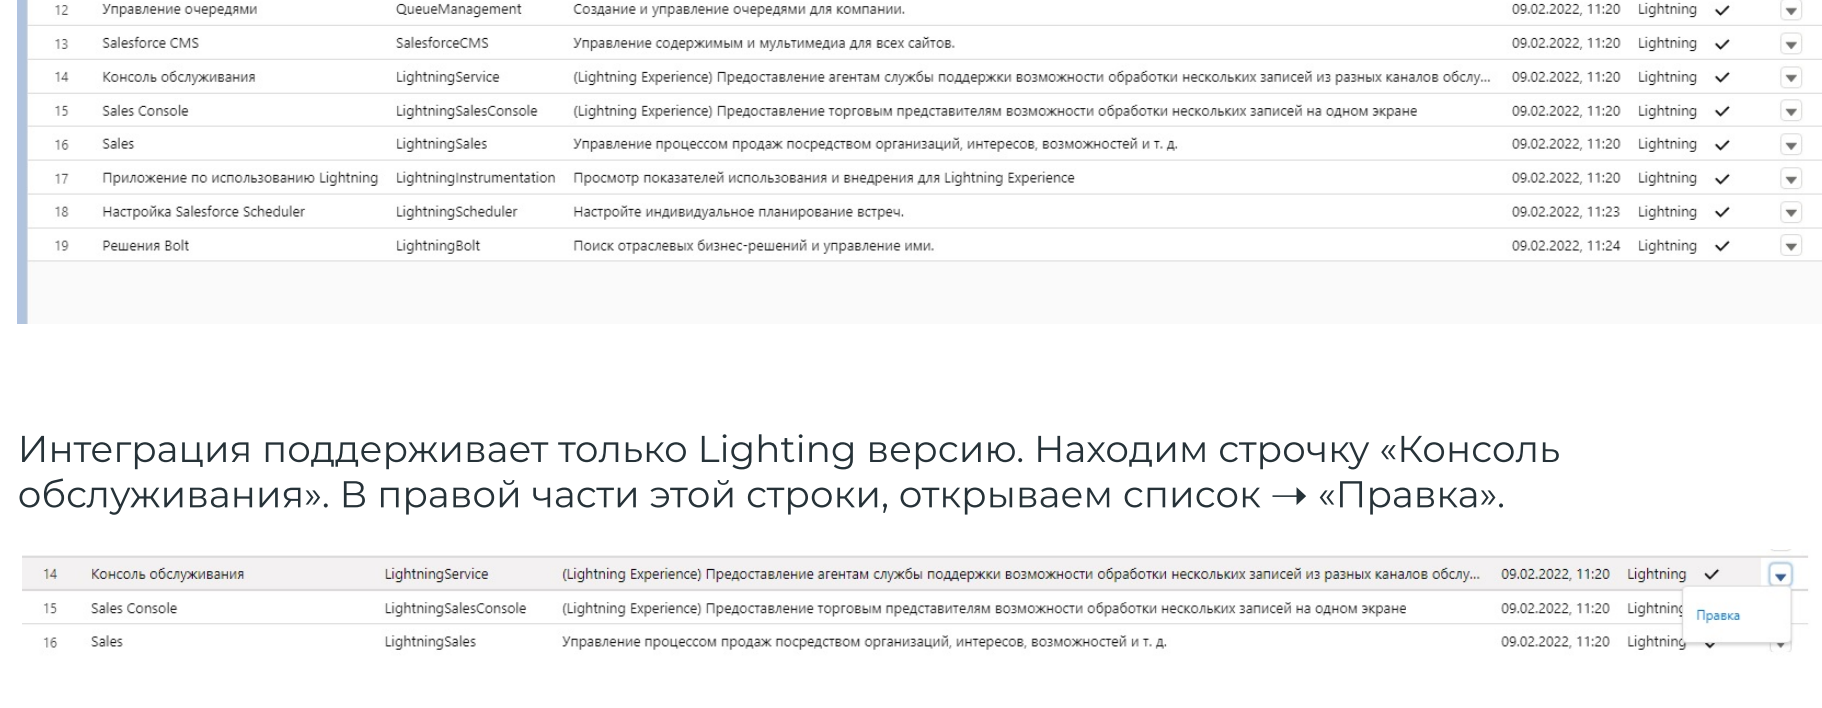 12 Управление очередями QueueManagement Создание и управление очередями для компании. 09.02.2022, 11:20 Lightning
13 Salesforce CMS SalesforceCMS Управление содержимым и мультимедиа для всех сайтов. 09.02.2022, 11:20 Lightning
14 Консоль обслуживания LightningService (Lightning Experience) Предоставление агентам службы поддержки возможности обработки нескольких записей из разных каналов обслу... 09.02.2022, 11:20 Lightning
15 Sales Console LightningSalesConsole (Lightning Experience) Предоставление торговым представителям возможности обработки нескольких записей на одном экране 09.02.2022, 11:20 Lightning
16 Sales LightningSales Управление процессом продаж посредством организаций, интересов, возможностей и т. д. 09.02.2022, 11:20 Lightning
17 Приложение по использованию Lightning LightningInstrumentation Просмотр показателей использования и внедрения для Lightning Experience 09.02.2022, 11:20 Lightning
18 Настройка Salesforce Scheduler LightningScheduler Настройте индивидуальное планирование встреч. 09.02.2022, 11:23 Lightning
19 Решения Bolt LightningBolt Поиск отраслевых бизнес-решений и управление ими. 09.02.2022, 11:24 Lightning
Интеграция поддерживает только Lighting версию. Находим строчку «Консоль
обслуживания». В правой части этой строки, открываем список → «Правка».
14 Консоль обслуживания LightningService (Lightning Experience) Предоставление агентам службы поддержки возможности обработки нескольких записей из разных каналов обслу... 09.02.2022, 11:20 Lightning
15 Sales Console LightningSalesConsole (Lightning Experience) Предоставление торговым представителям возможности обработки нескольких записей на одном экране 09.02.2022, 11:20 Lightning
Правка
16 Sales LightningSales Управление процессом продаж посредством организаций, интересов, возможностей и т. д. 09.02.2022, 11:20 Lightning